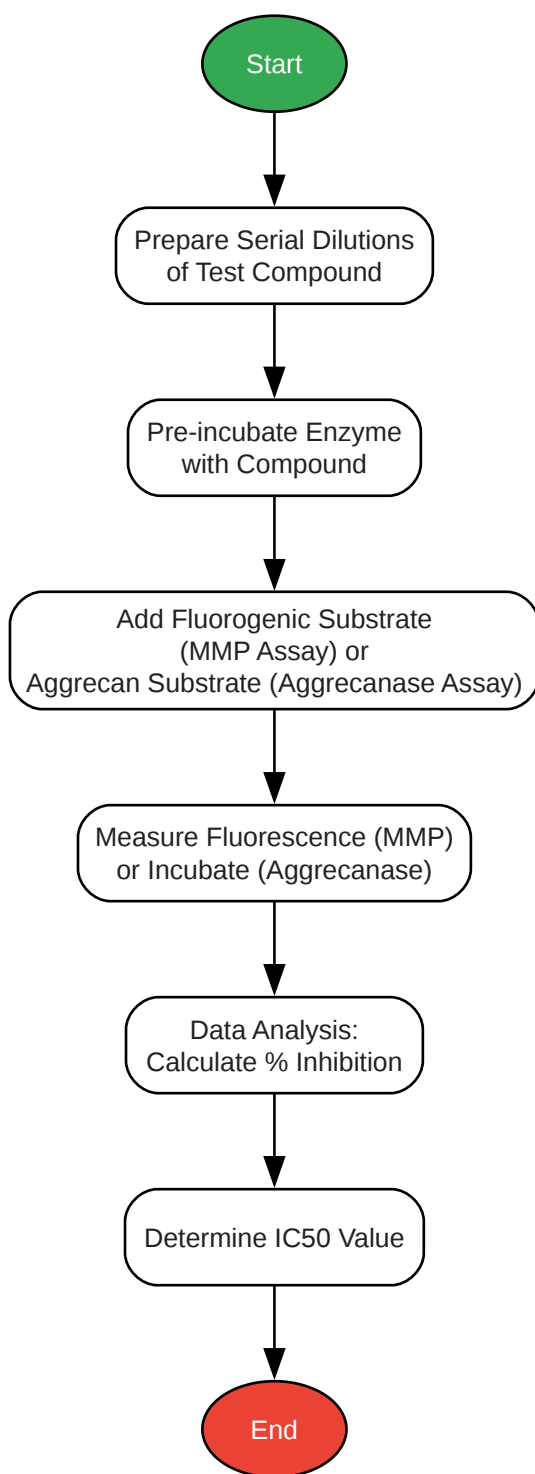 Start
Prepare Serial Dilutions
of Test Compound
Pre-incubate Enzyme
with Compound
Add Fluorogenic Substrate
(MMP Assay) or
Aggrecan Substrate (Aggrecanase Assay)
Measure Fluorescence (MMP)
or Incubate (Aggrecanase)
Data Analysis:
Calculate % Inhibition
Determine IC50 Value
End